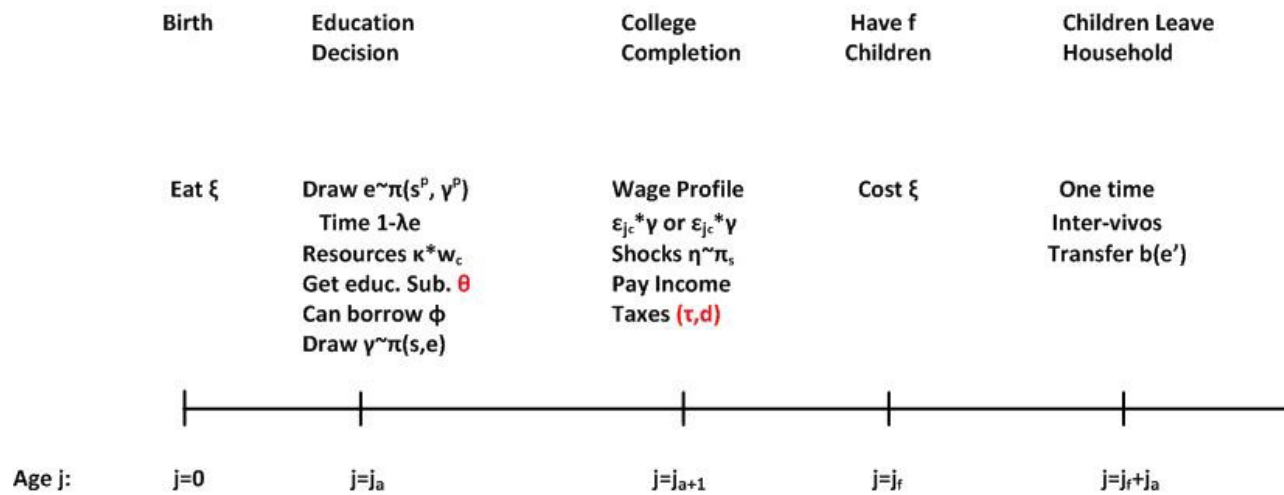 Birth
Education
Decision
College
Completion
Have f
Children
Children Leave
Household
Eat ξ
Draw e~π(sᵖ, γᵖ)
Time 1-λe
Resources κ*w_c
Get educ. Sub. θ
Can borrow ϕ
Draw γ~π(s,e)
Wage Profile
ε_jc*γ or ε_jc*γ
Shocks η~π_s
Pay Income
Taxes (τ,d)
Cost ξ
One time
Inter-vivos
Transfer b(e')
Age j:
j=0
j=j_a
j=j_a+1
j=j_f
j=j_f+j_a